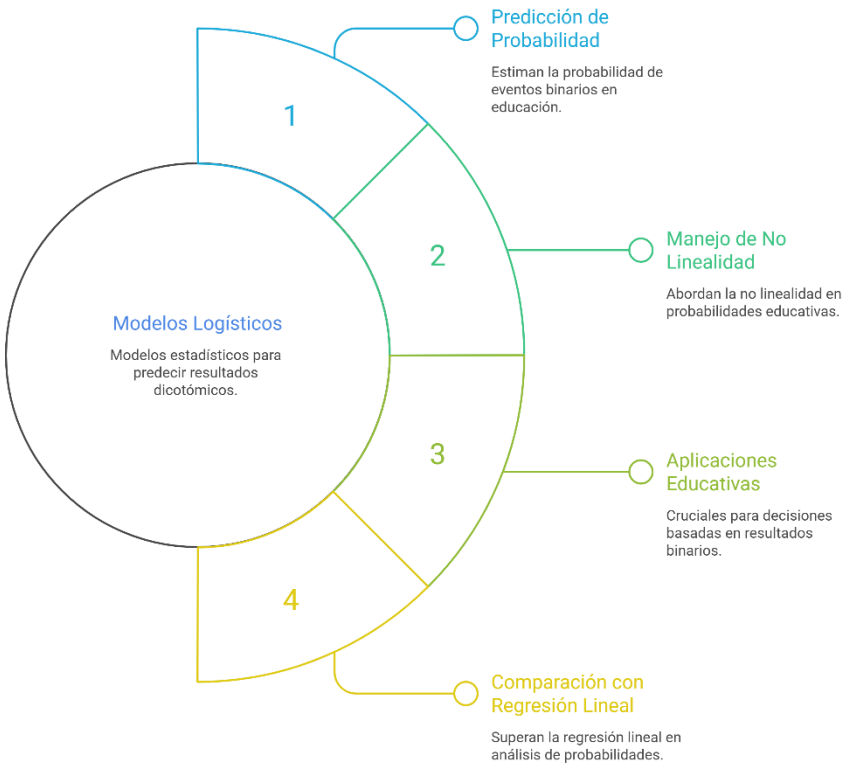 Predicción de
Probabilidad
Estiman la probabilidad de
eventos binarios en
educación.
1
2
Manejo de No
Linealidad
Abordan la no linealidad en
probabilidades educativas.
Modelos Logísticos
Modelos estadísticos para
predecir resultados
dicotómicos.
3
Aplicaciones
Educativas
Cruciales para decisiones
basadas en resultados
binarios.
4
Comparación con
Regresión Lineal
Superan la regresión lineal en
análisis de probabilidades.